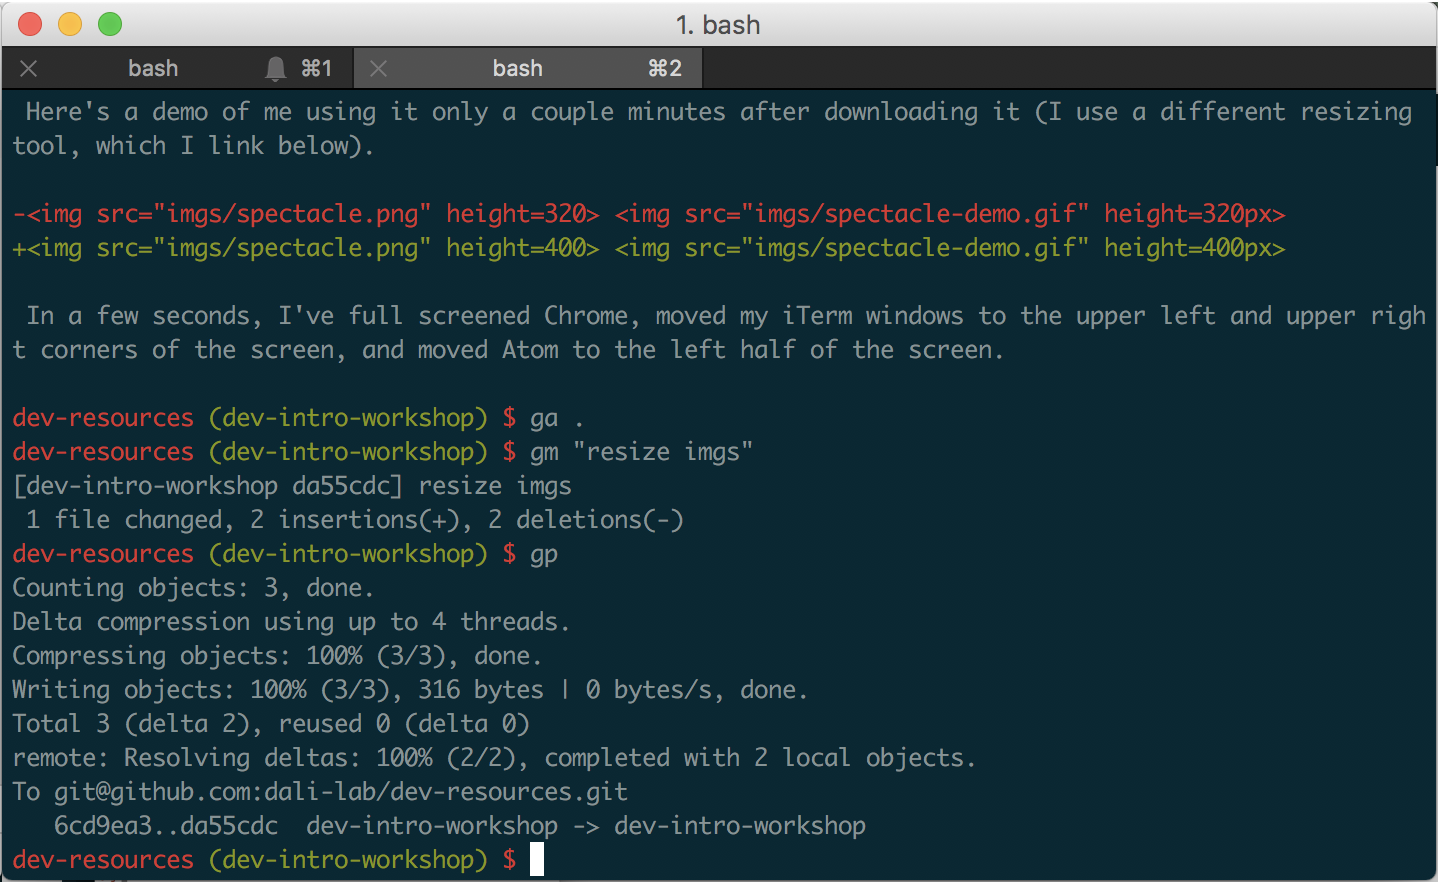 1. bash
bash ⌘1 bash ⌘2
Here's a demo of me using it only a couple minutes after downloading it (I use a different resizing
tool, which I link below).
-<img src="imgs/spectacle.png" height=320> <img src="imgs/spectacle-demo.gif" height=320px>
+<img src="imgs/spectacle.png" height=400> <img src="imgs/spectacle-demo.gif" height=400px>
In a few seconds, I've full screened Chrome, moved my iTerm windows to the upper left and upper righ
t corners of the screen, and moved Atom to the left half of the screen.
dev-resources (dev-intro-workshop) $ ga .
dev-resources (dev-intro-workshop) $ gm "resize imgs"
[dev-intro-workshop da55cdc] resize imgs
1 file changed, 2 insertions(+), 2 deletions(-)
dev-resources (dev-intro-workshop) $ gp
Counting objects: 3, done.
Delta compression using up to 4 threads.
Compressing objects: 100% (3/3), done.
Writing objects: 100% (3/3), 316 bytes | 0 bytes/s, done.
Total 3 (delta 2), reused 0 (delta 0)
remote: Resolving deltas: 100% (2/2), completed with 2 local objects.
To git@github.com:dali-lab/dev-resources.git
6cd9ea3..da55cdc  dev-intro-workshop -> dev-intro-workshop
dev-resources (dev-intro-workshop) $